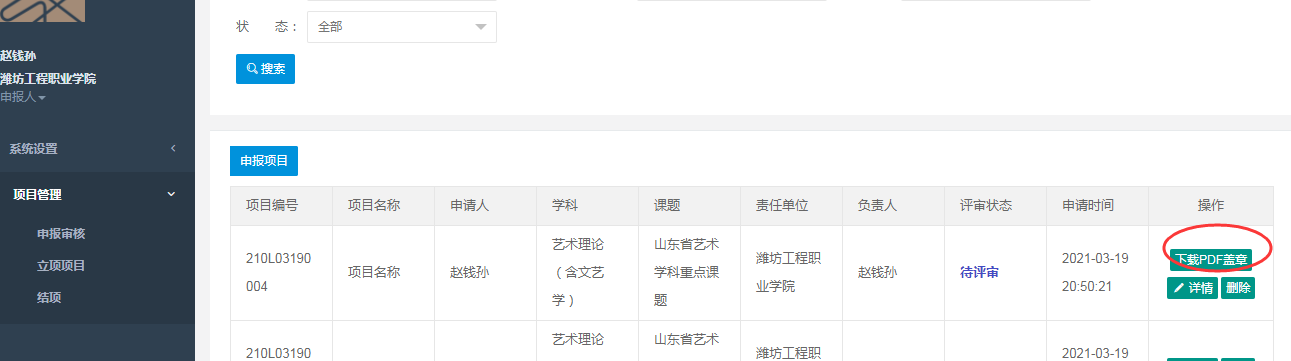 状 态： 全部
赵钱孙
潍坊工程职业学院
申报人
搜索
系统设置
项目管理
申报审核
立项项目
结项
申报项目
项目编号 项目名称 申请人 学科 课题 责任单位 负责人 评审状态 申请时间 操作
210L03190
004
项目名称
赵钱孙
艺术理论
（含文艺
学）
山东省艺术
学科重点课
题
潍坊工程职
业学院
赵钱孙
待评审
2021-03-19
20:50:21
下载PDF盖章
详情 删除
210L03190
艺术理论
山东省艺术
潍坊工程职
2021-03-19